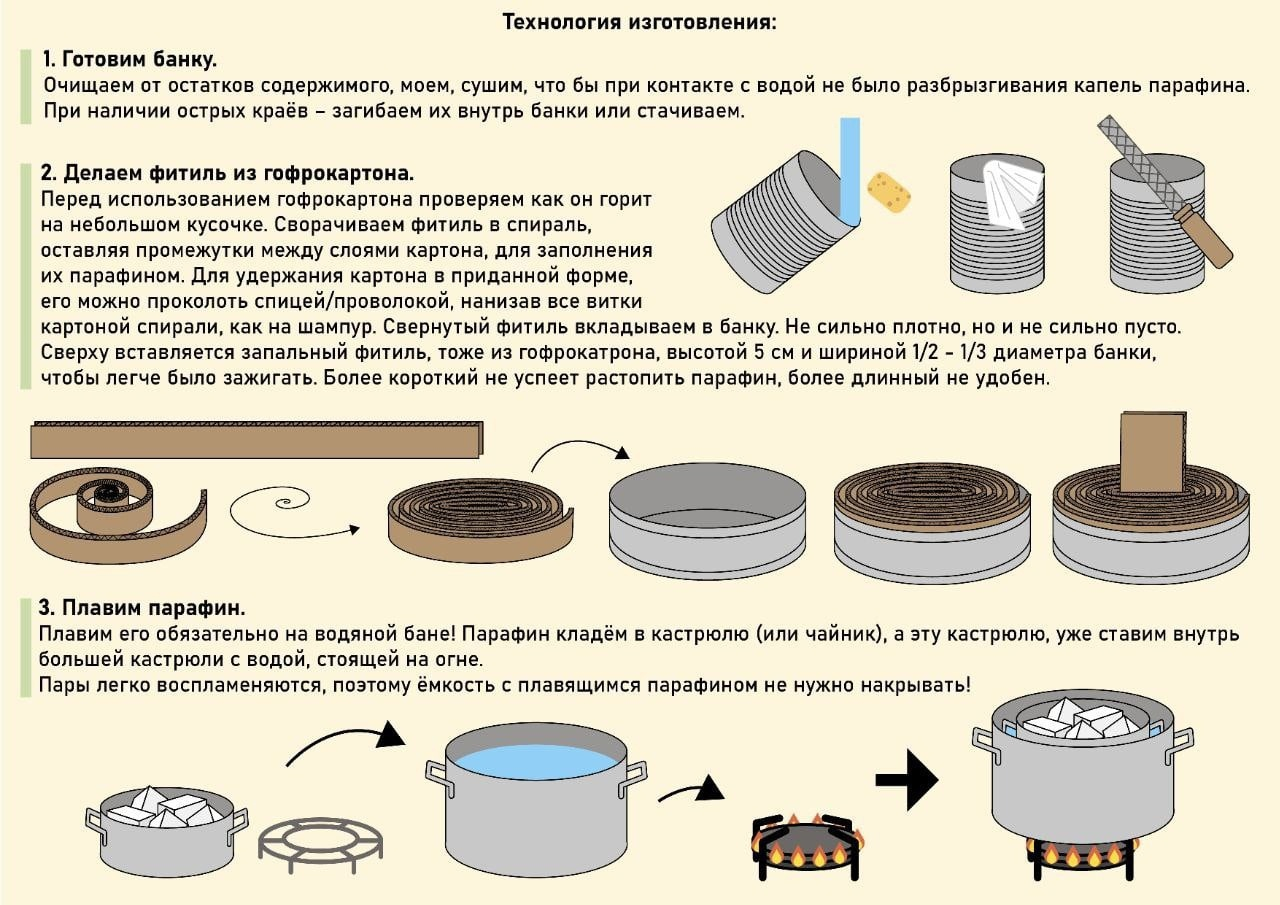 Технология изготовления:
1. Готовим банку.
Очищаем от остатков содержимого, моем, сушим, что бы при контакте с водой не было разбрызгивания капель парафина.
При наличии острых краёв – загибаем их внутрь банки или стачиваем.
2. Делаем фитиль из гофрокартона.
Перед использованием гофрокартона проверяем как он горит
на небольшом кусочке. Сворачиваем фитиль в спираль,
оставляя промежутки между слоями картона, для заполнения
их парафином. Для удержания картона в приданной форме,
его можно проколоть спицей/проволокой, нанизав все витки
картоной спирали, как на шампур. Свернутый фитиль вкладываем в банку. Не сильно плотно, но и не сильно пусто.
Сверху вставляется запальный фитиль, тоже из гофрокатрона, высотой 5 см и шириной 1/2 - 1/3 диаметра банки,
чтобы легче было зажигать. Более короткий не успеет растопить парафин, более длинный не удобен.
3. Плавим парафин.
Плавим его обязательно на водяной бане! Парафин кладём в кастрюлю (или чайник), а эту кастрюлю, уже ставим внутрь
большей кастрюли с водой, стоящей на огне.
Пары легко воспламеняются, поэтому ёмкость с плавящимся парафином не нужно накрывать!